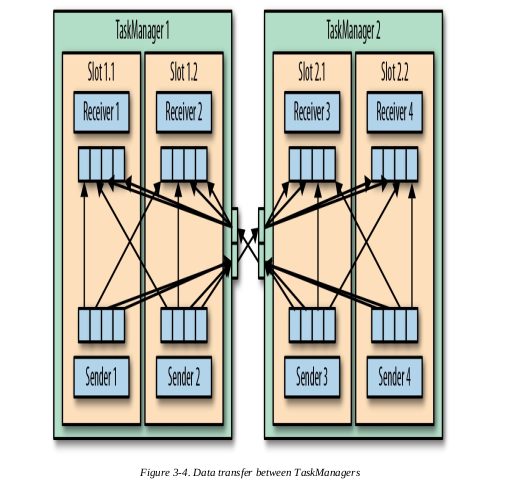 TaskManager 1
TaskManager 2
Slot 1.1
Slot 1.2
Slot 2.1
Slot 2.2
Receiver 1
Receiver 2
Receiver 3
Receiver 4
Sender 1
Sender 2
Sender 3
Sender 4
Figure 3-4. Data transfer between TaskManagers